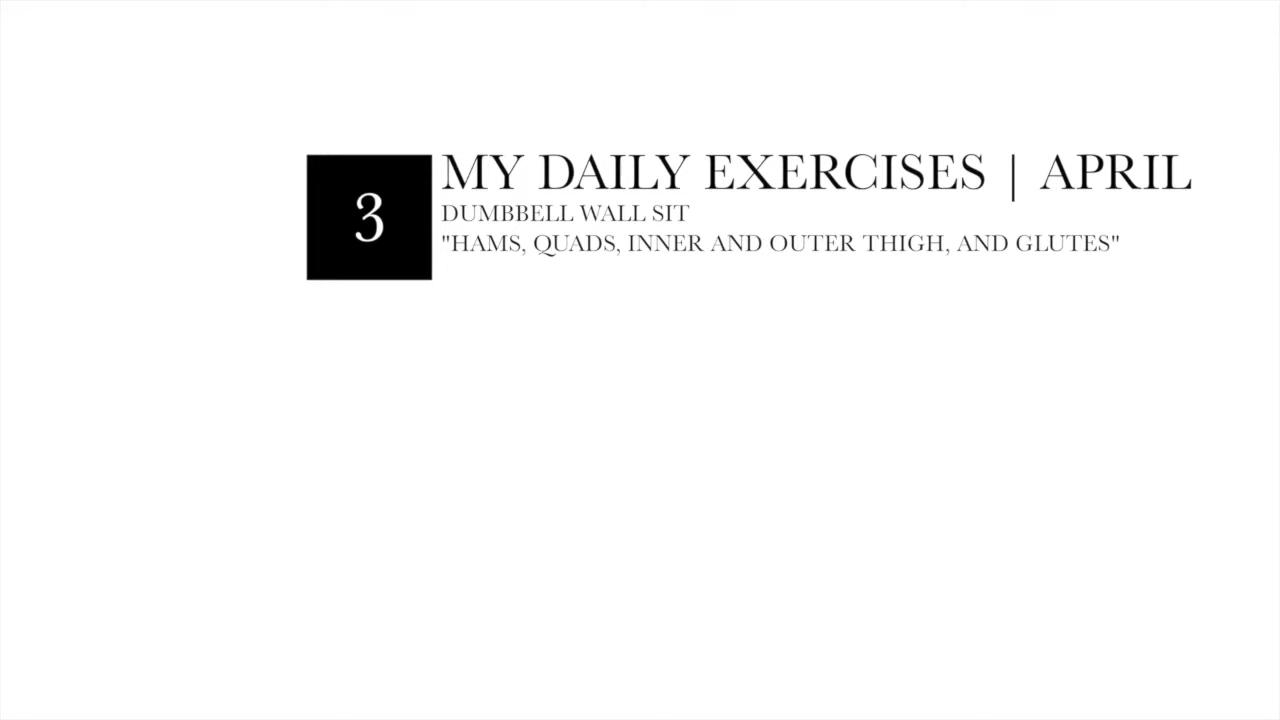 3
MY DAILY EXERCISES | APRIL
DUMBBELL WALL SIT
"HAMS, QUADS, INNER AND OUTER THIGH, AND GLUTES"